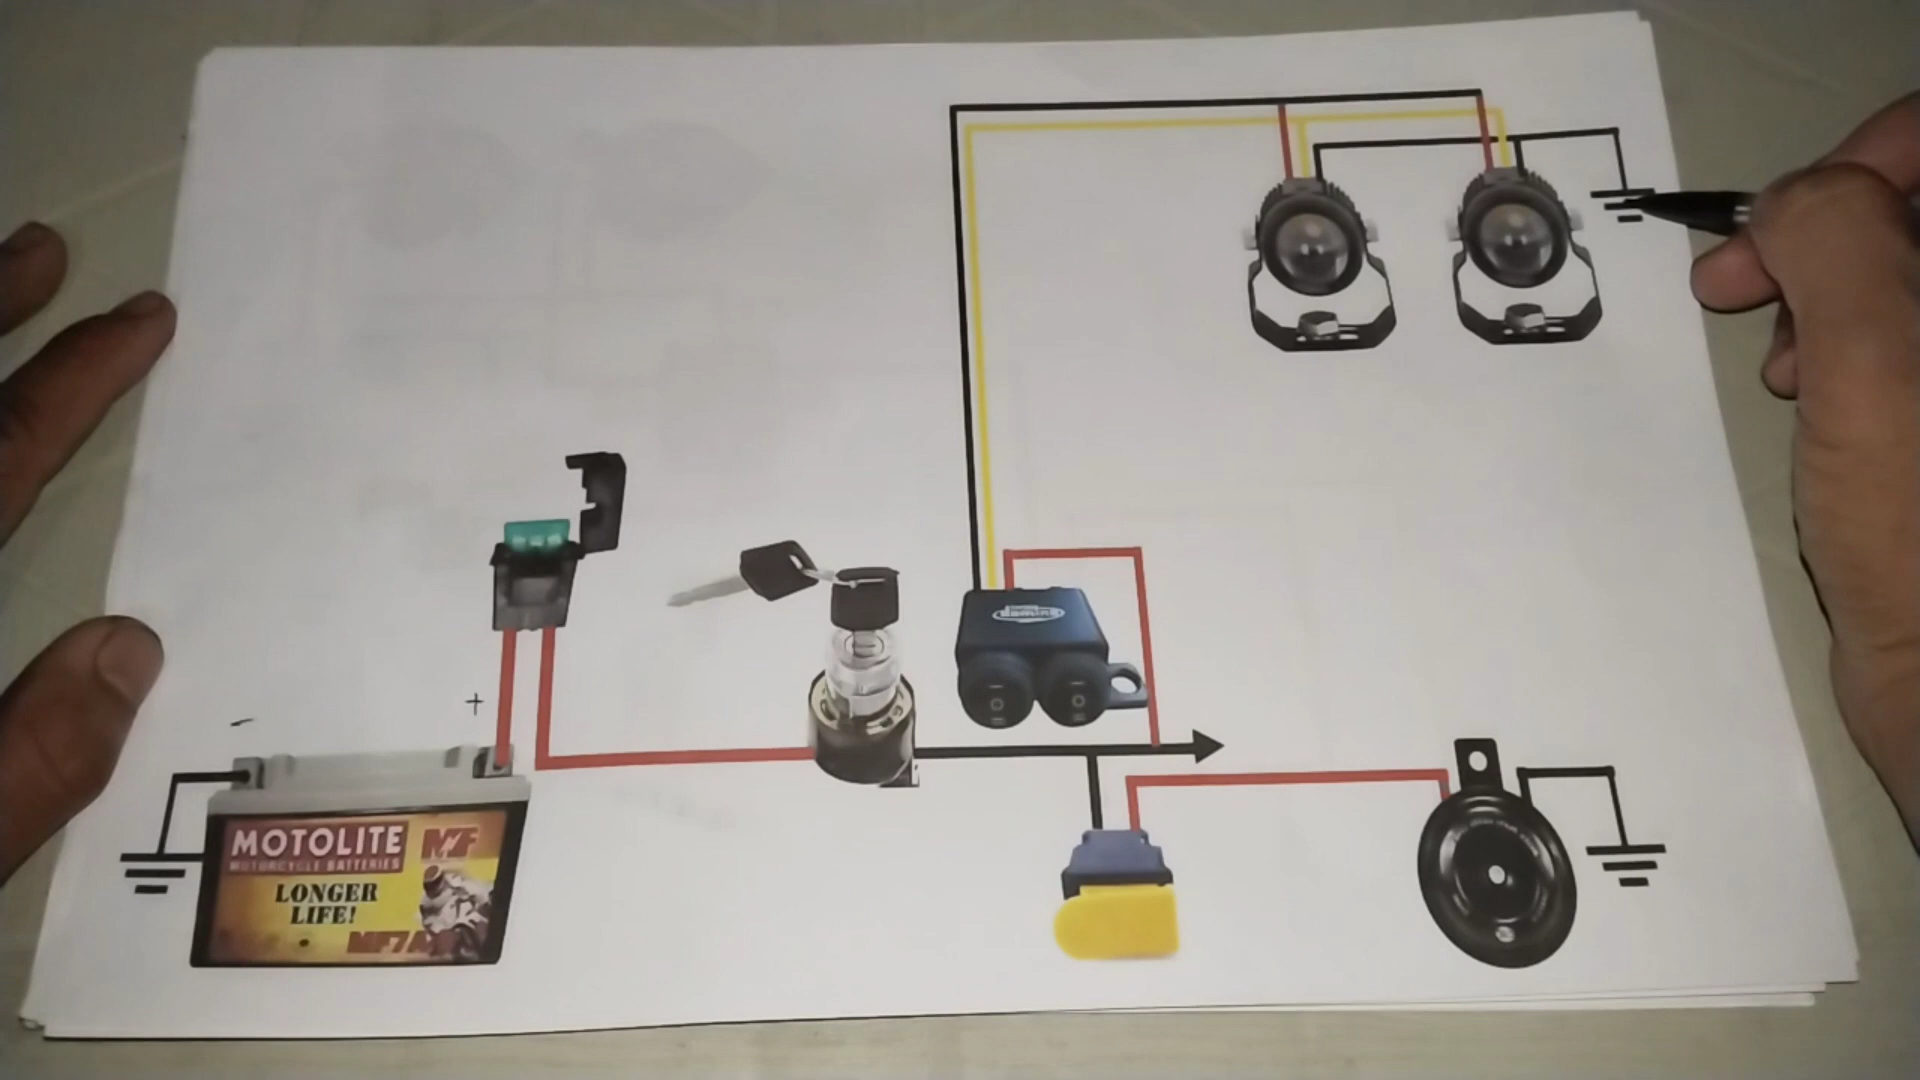 +
-
MOTOLITE
MF
MOTORCYCLE BATTERIES
LONGER
LIFE!